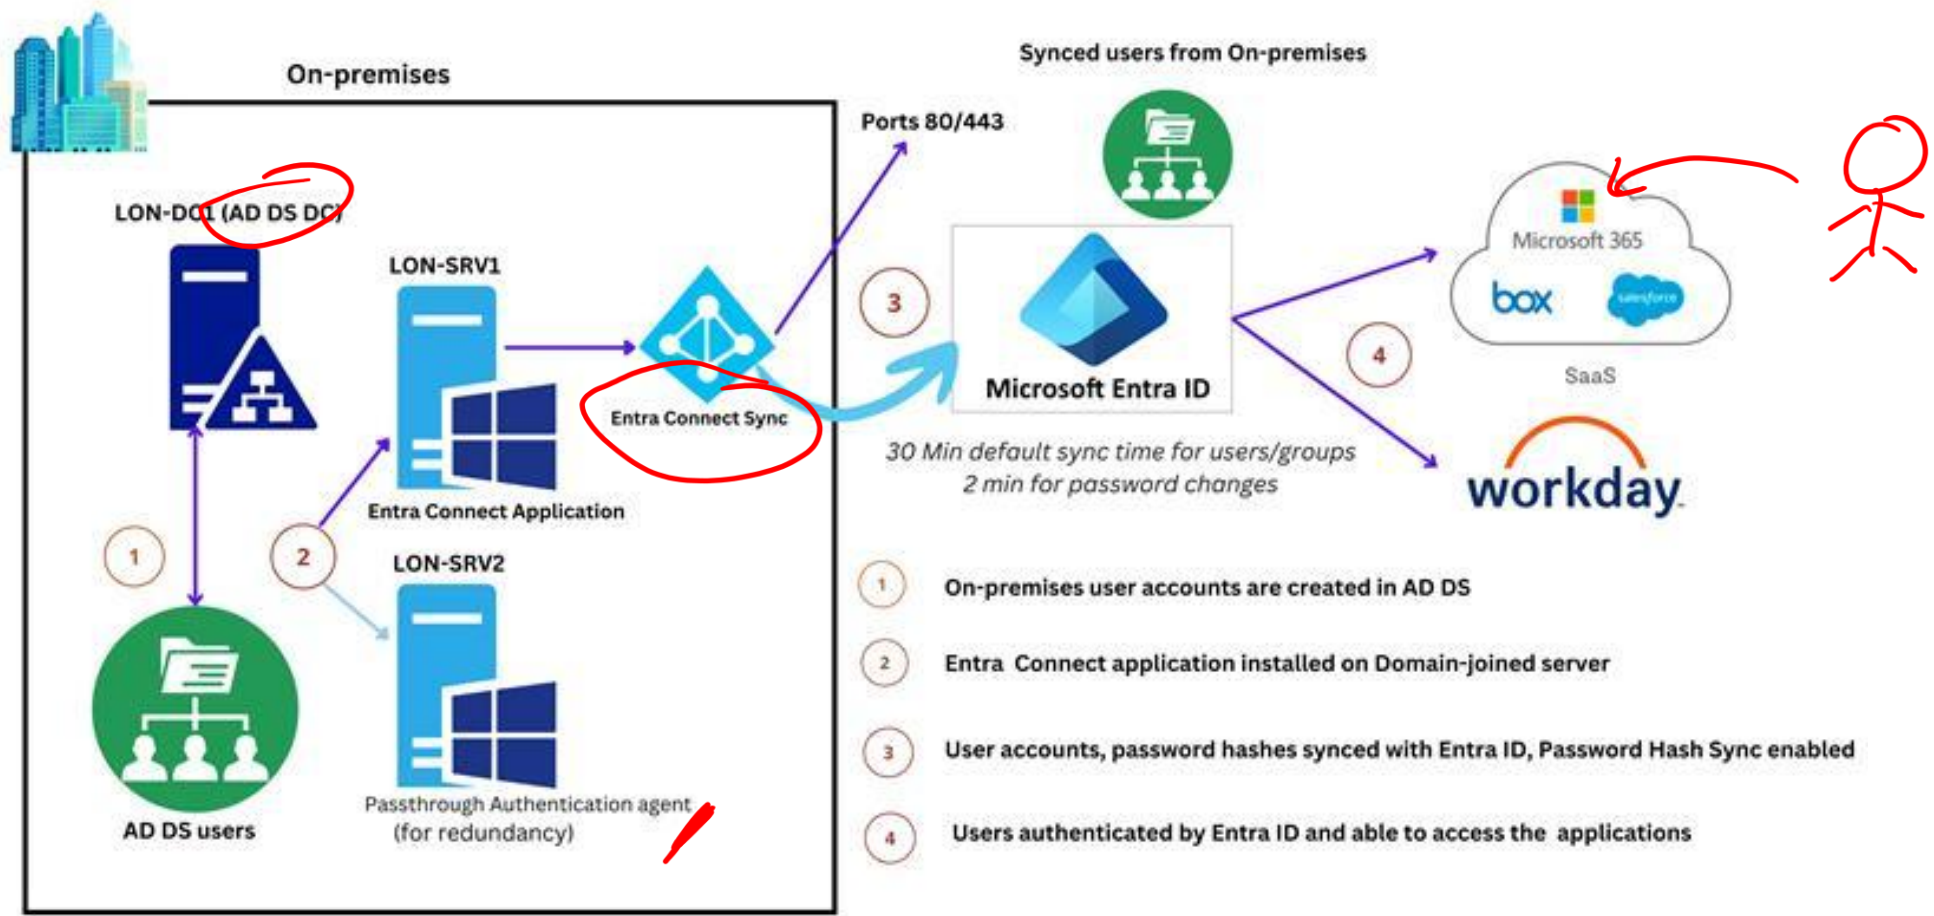 On-premises
Synced users from On-premises
Ports 80/443
LON-DC1 (AD DS DC)
LON-SRV1
3
Microsoft 365
box
salesforce
4
SaaS
Entra Connect Sync
Microsoft Entra ID
30 Min default sync time for users/groups
2 min for password changes
workday
Entra Connect Application
1
2
LON-SRV2
Passthrough Authentication agent
(for redundancy)
AD DS users
1 On-premises user accounts are created in AD DS
2 Entra Connect application installed on Domain-joined server
3 User accounts, password hashes synced with Entra ID, Password Hash Sync enabled
4 Users authenticated by Entra ID and able to access the applications